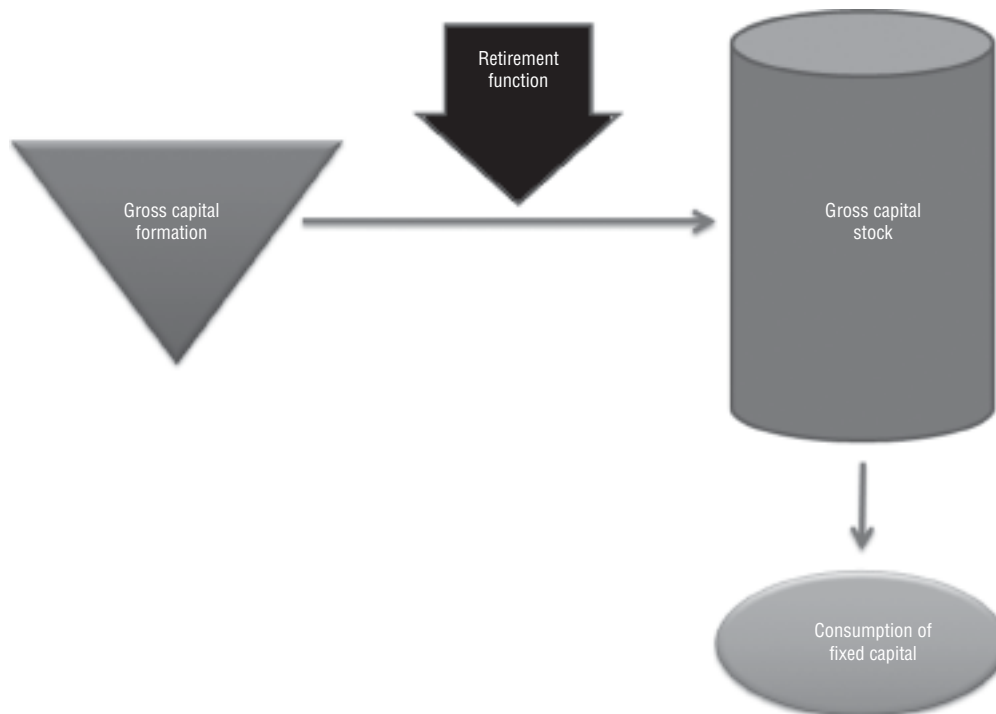 Retirement
function
Gross capital
formation
Gross capital
stock
Consumption of
fixed capital